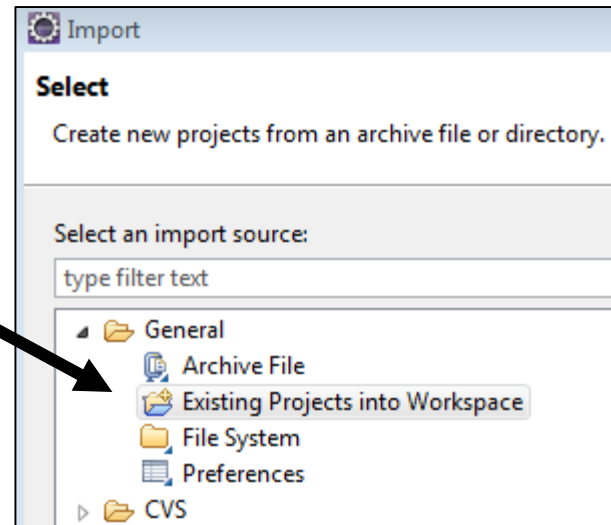 Import
Select
Create new projects from an archive file or directory.
Select an import source:
type filter text
General
Archive File
Existing Projects into Workspace
File System
Preferences
CVS